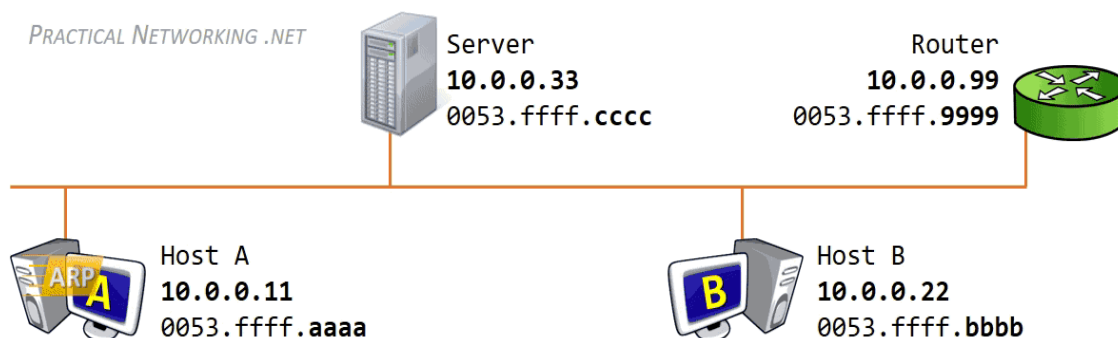 PRACTICAL NETWORKING .NET
Server
10.0.0.33
0053.ffff.cccc
Router
10.0.0.99
0053.ffff.9999
ARP
A
Host A
10.0.0.11
0053.ffff.aaaa
B
Host B
10.0.0.22
0053.ffff.bbbb